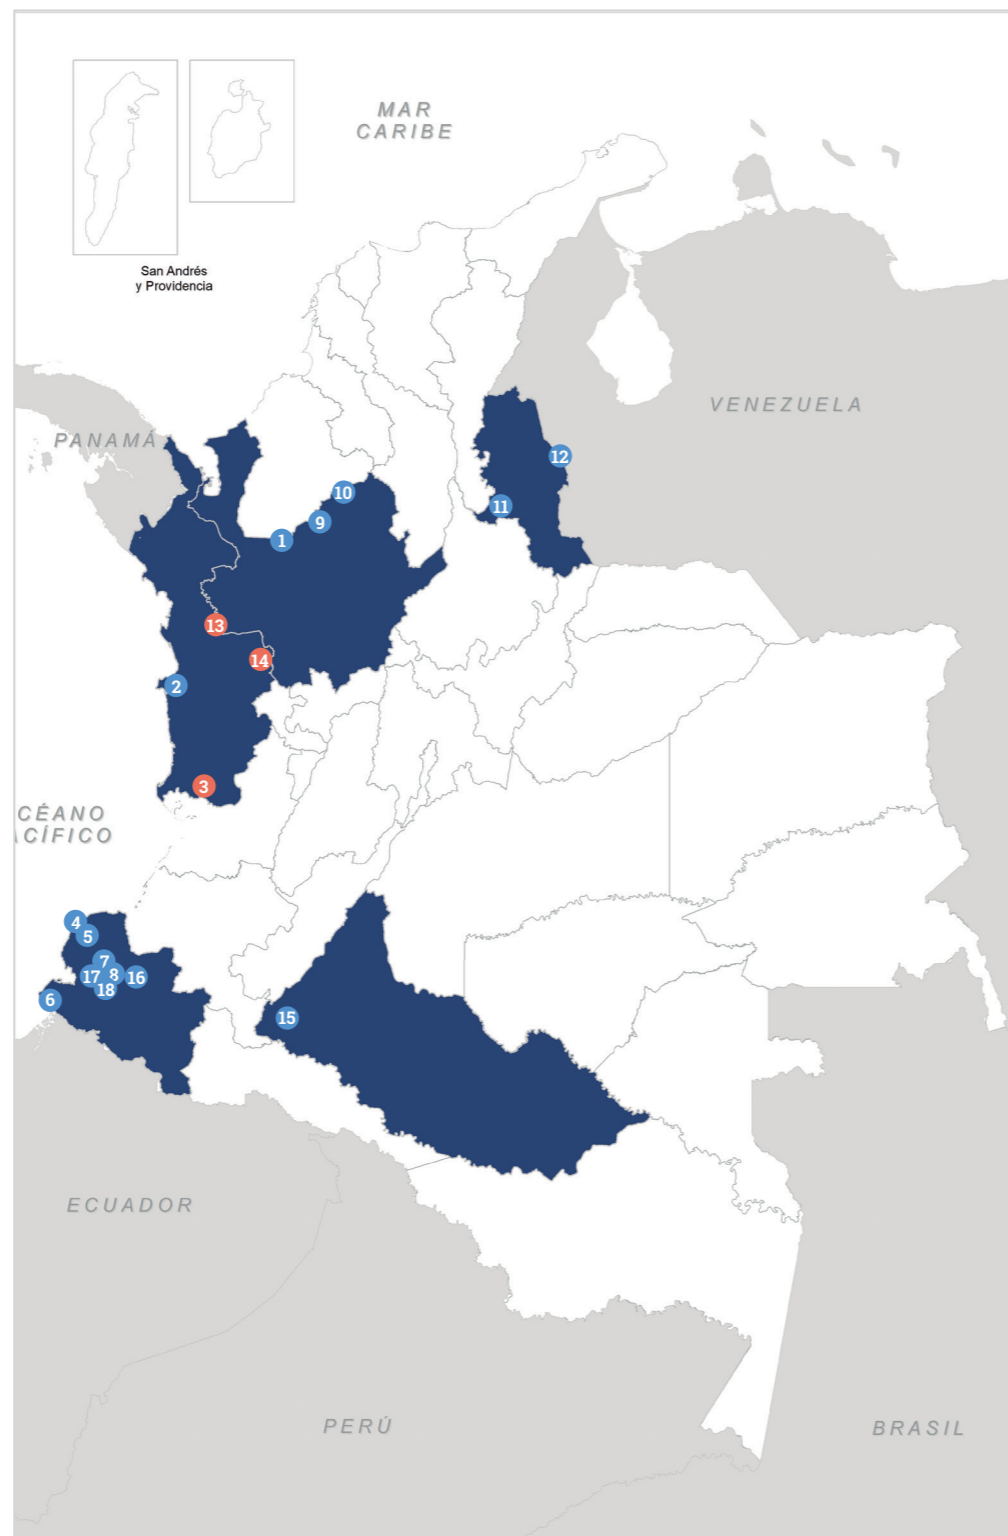 MAR
CARIBE
San Andrés
y Providencia
VENEZUELA
PANAMÁ
12
10
11
9
1
13
14
2
3
CÉANO
ACÍFICO
4
5
7
17
8
16
18
6
15
ECUADOR
PERÚ
BRASIL